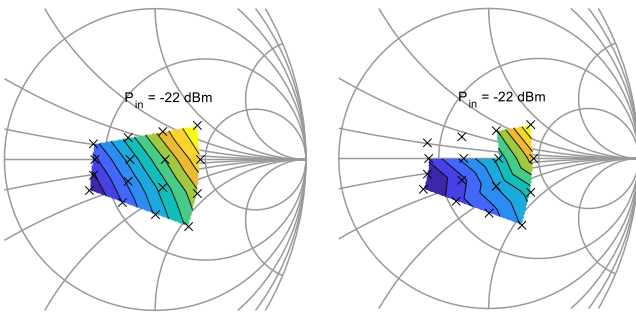 P_in = -22 dBm
P_in = -22 dBm